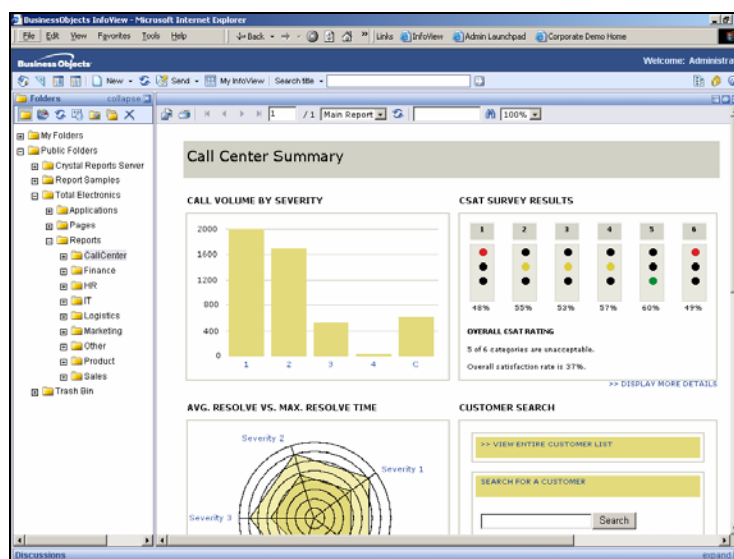 BusinessObjects InfoView - Microsoft Internet Explorer
File Edit View Favorites Tools Help
Back Links InfoView Admin Launchpad Corporate Demo Home
Business Objects
Welcome: Administra
New Send My InfoView Search title
Folders collapse
1 / 1 Main Report 100%
My Folders
Public Folders
Crystal Reports Server
Report Samples
Total Electronics
Applications
Pages
Reports
CallCenter
Finance
HR
IT
Logistics
Marketing
Other
Product
Sales
Trash Bin
Call Center Summary
CALL VOLUME BY SEVERITY
2000
1600
1200
800
400
0
1 2 3 4 C
CSAT SURVEY RESULTS
1 2 3 4 5 6
48% 55% 53% 57% 60% 49%
OVERALL CSAT RATING
5 of 6 categories are unacceptable.
Overall satisfaction rate is 37%.
>> DISPLAY MORE DETAILS
AVG. RESOLVE VS. MAX. RESOLVE TIME
Severity 2
Severity 1
Severity 3
CUSTOMER SEARCH
>> VIEW ENTIRE CUSTOMER LIST
SEARCH FOR A CUSTOMER
Search
Discussions expand